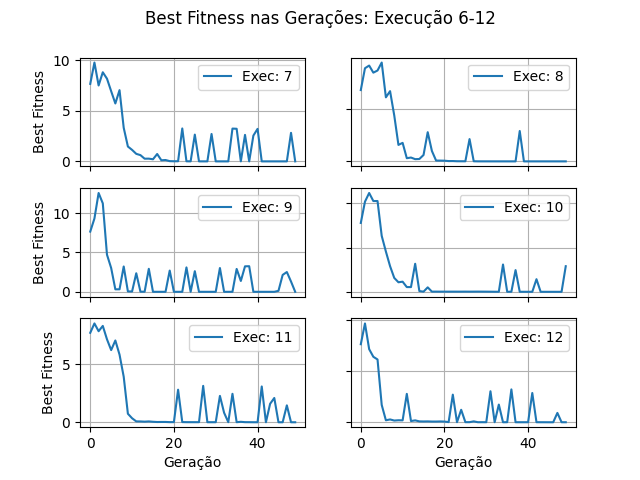 Best Fitness nas Gerações: Execução 6-12
10
5
0
Best Fitness
Exec: 7
Exec: 8
10
5
0
Best Fitness
Exec: 9
Exec: 10
5
0
Best Fitness
Exec: 11
Exec: 12
0 20 40
0 20 40
Geração
Geração